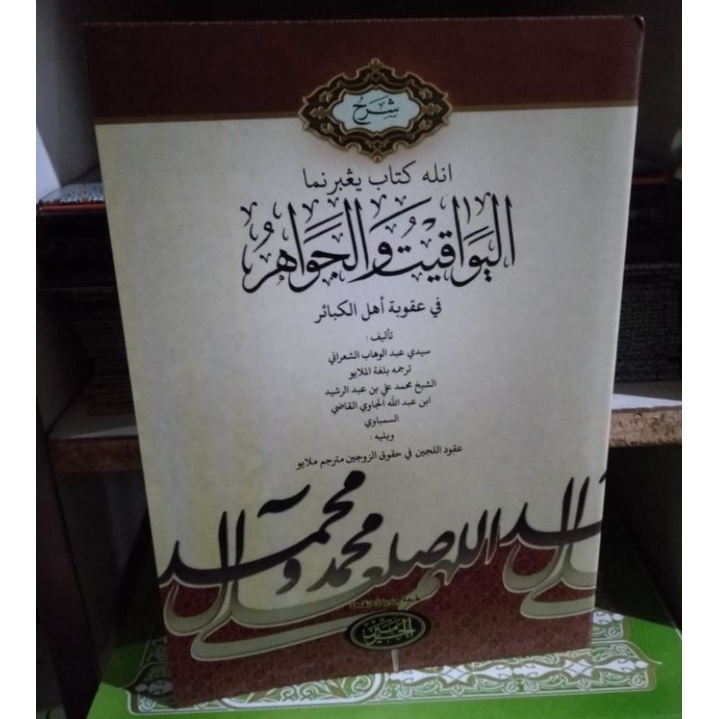 شرح
انله كتاب يڠبرنما
اليواقيت والجواهر
في عقوبة أهل الكبائر
تأليف :
سيدي عبد الوهاب الشعراني
ترجمه بلغة الملايو
الشيخ محمد علي بن عبد الرشيد
ابن عبد الله الجاوي القاضي
السمباوي
ويليه :
عقود اللجين في حقوق الزوجين مترجم ملايو
اللهم صل على محمد وعلى آل محمد
الحرمين